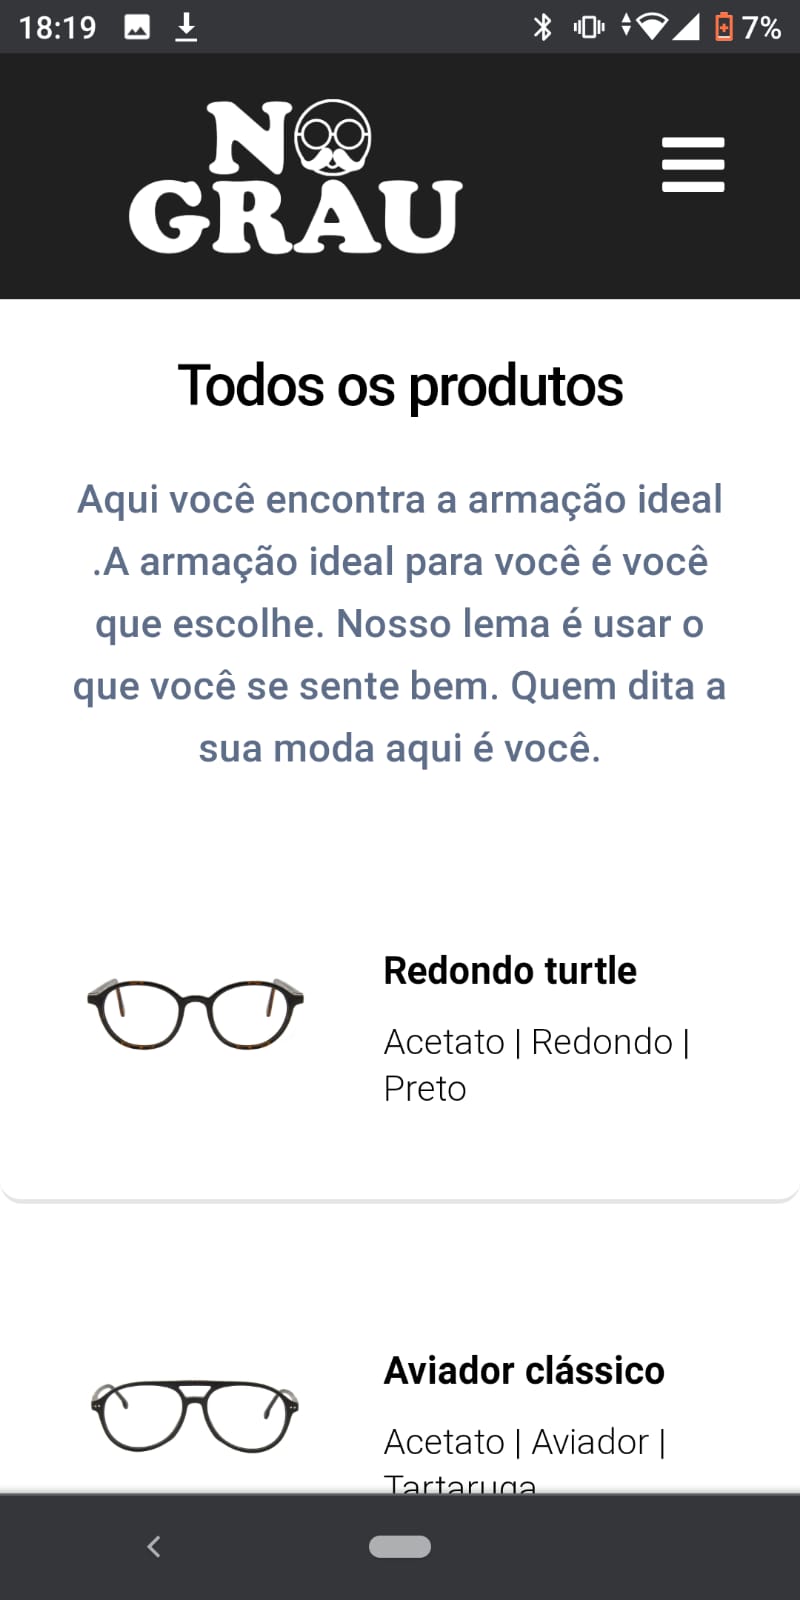 18:19 7%
NO
GRAU
Todos os produtos
Aqui você encontra a armação ideal
.A armação ideal para você é você
que escolhe. Nosso lema é usar o
que você se sente bem. Quem dita a
sua moda aqui é você.
Redondo turtle
Acetato | Redondo |
Preto
Aviador clássico
Acetato | Aviador |
Tartaruga